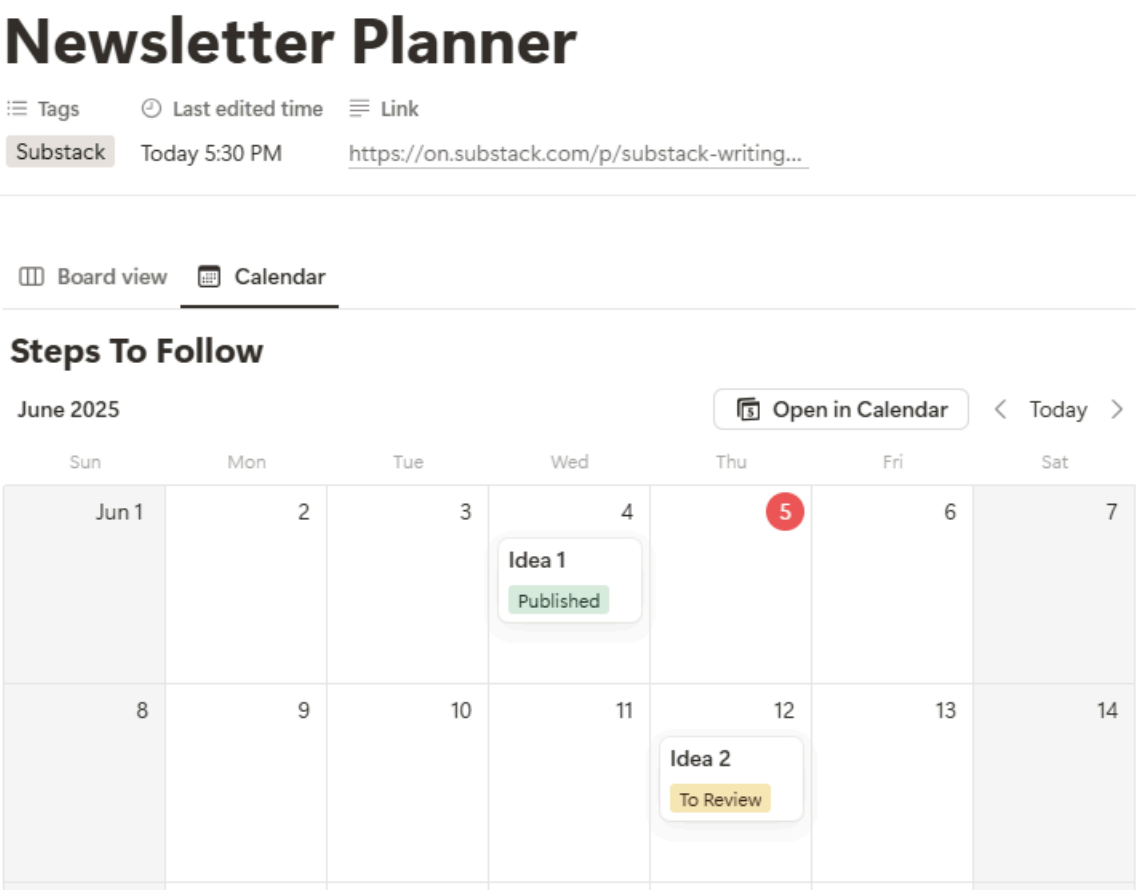 Newsletter Planner
Tags Last edited time Link
Substack Today 5:30 PM https://on.substack.com/p/substack-writing...
Board view Calendar
Steps To Follow
June 2025 Open in Calendar Today
Sun Mon Tue Wed Thu Fri Sat
Jun 1 2 3 4 5 6 7
Idea 1
Published
8 9 10 11 12 13 14
Idea 2
To Review